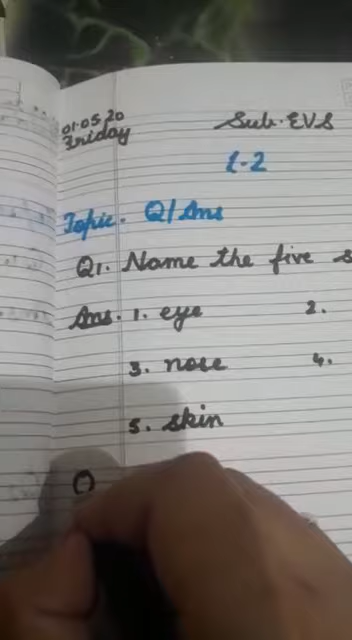 01.05.20 Sub. EVS
Friday
L-2
Topic. Q/Ans
Q1. Name the five s
Ans. 1. eye 2.
3. nose 4.
5. skin
Q